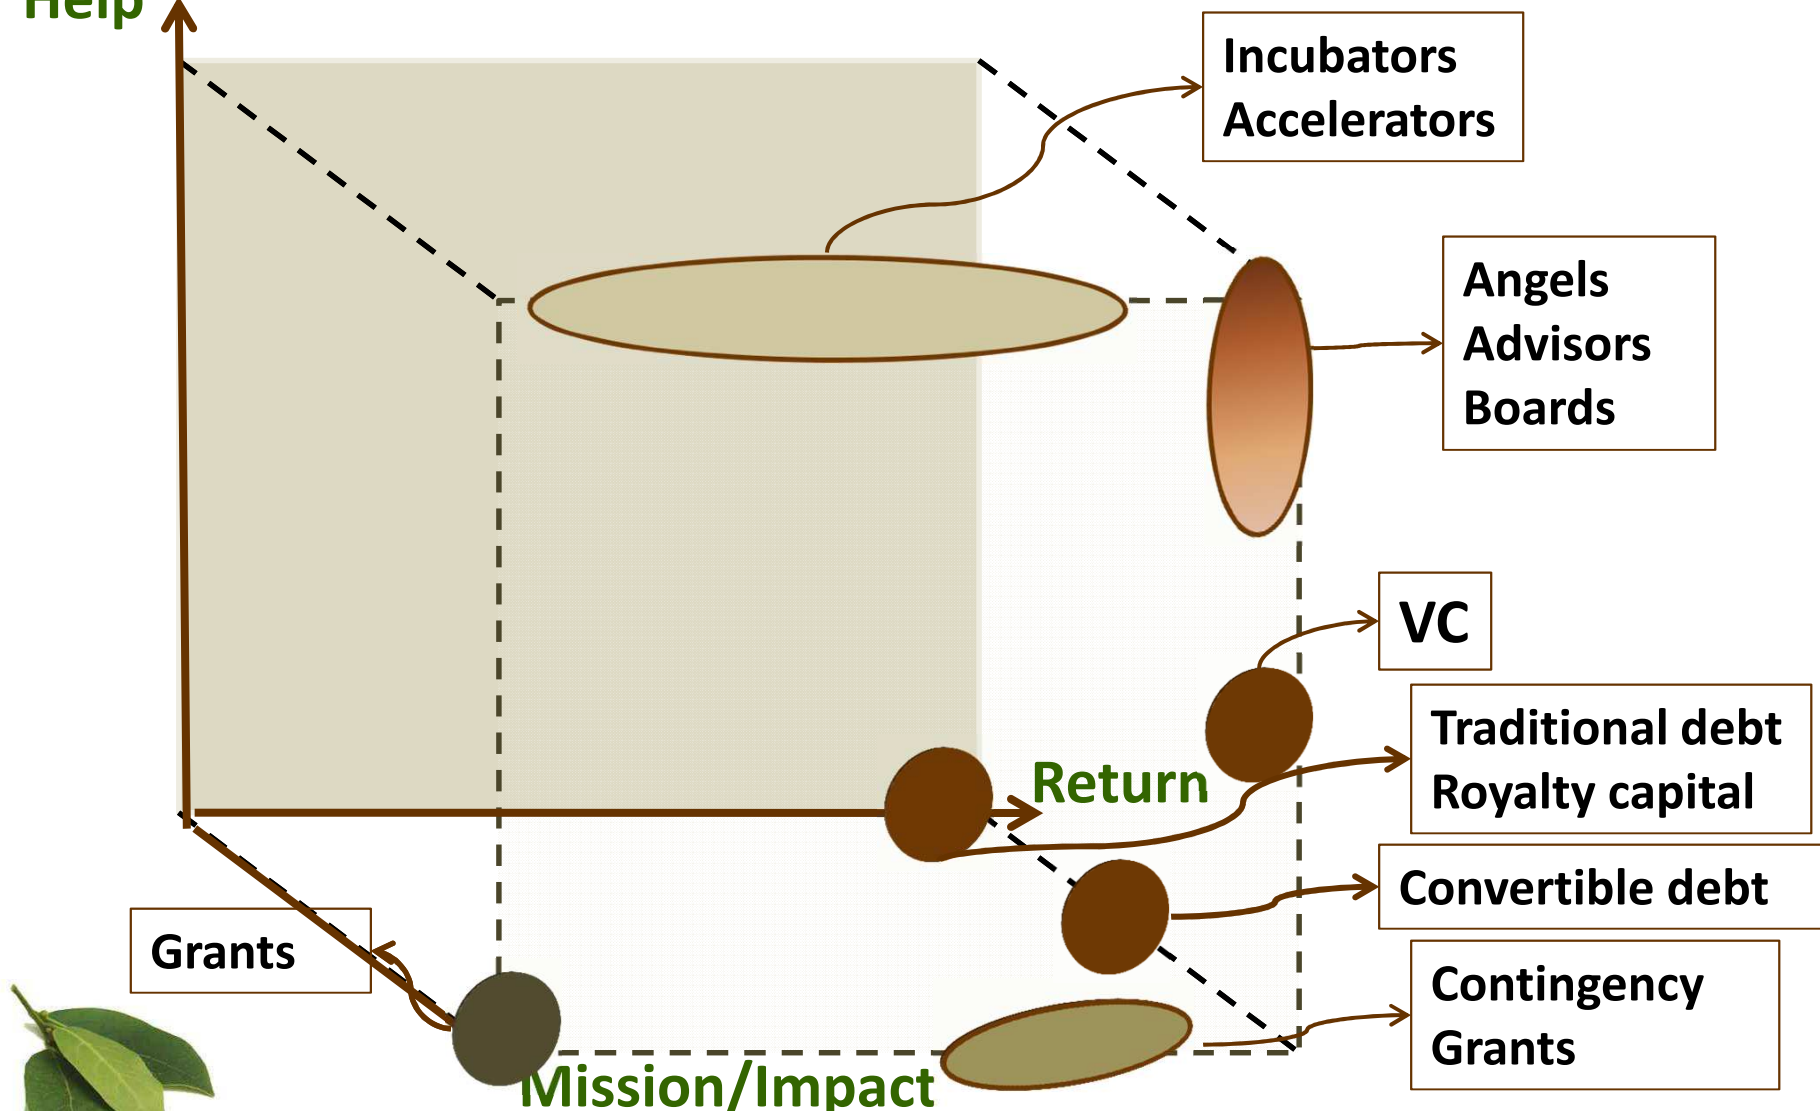 Help
Incubators
Accelerators
Angels
Advisors
Boards
VC
Return
Traditional debt
Royalty capital
Convertible debt
Grants
Contingency
Grants
Mission/Impact